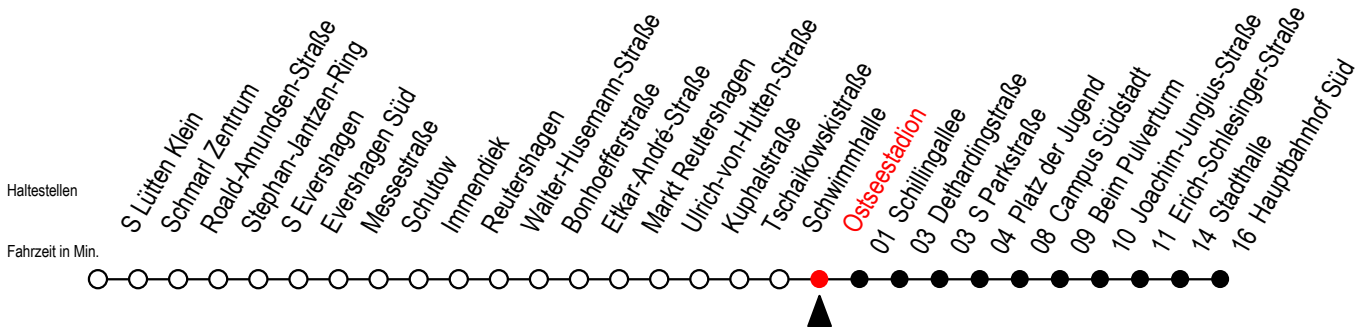 Haltestellen
Fahrzeit in Min.
S Lütten Klein
Schmarl Zentrum
Roald-Amundsen-Straße
Stephan-Jantzen-Ring
S Evershagen
Evershagen Süd
Messestraße
Schutow
Immendiek
Reutershagen
Walter-Husemann-Straße
Bonhoefferstraße
Etkar-André-Straße
Markt Reutershagen
Ulrich-von-Hutten-Straße
Kuphalstraße
Tschaikowskistraße
Schwimmhalle
Ostseestadion
01 Schillingallee
03 Dethardingstraße
03 S Parkstraße
04 Platz der Jugend
08 Campus Südstadt
09 Beim Pulverturm
10 Joachim-Jungius-Straße
11 Erich-Schlesinger-Straße
14 Stadthalle
16 Hauptbahnhof Süd